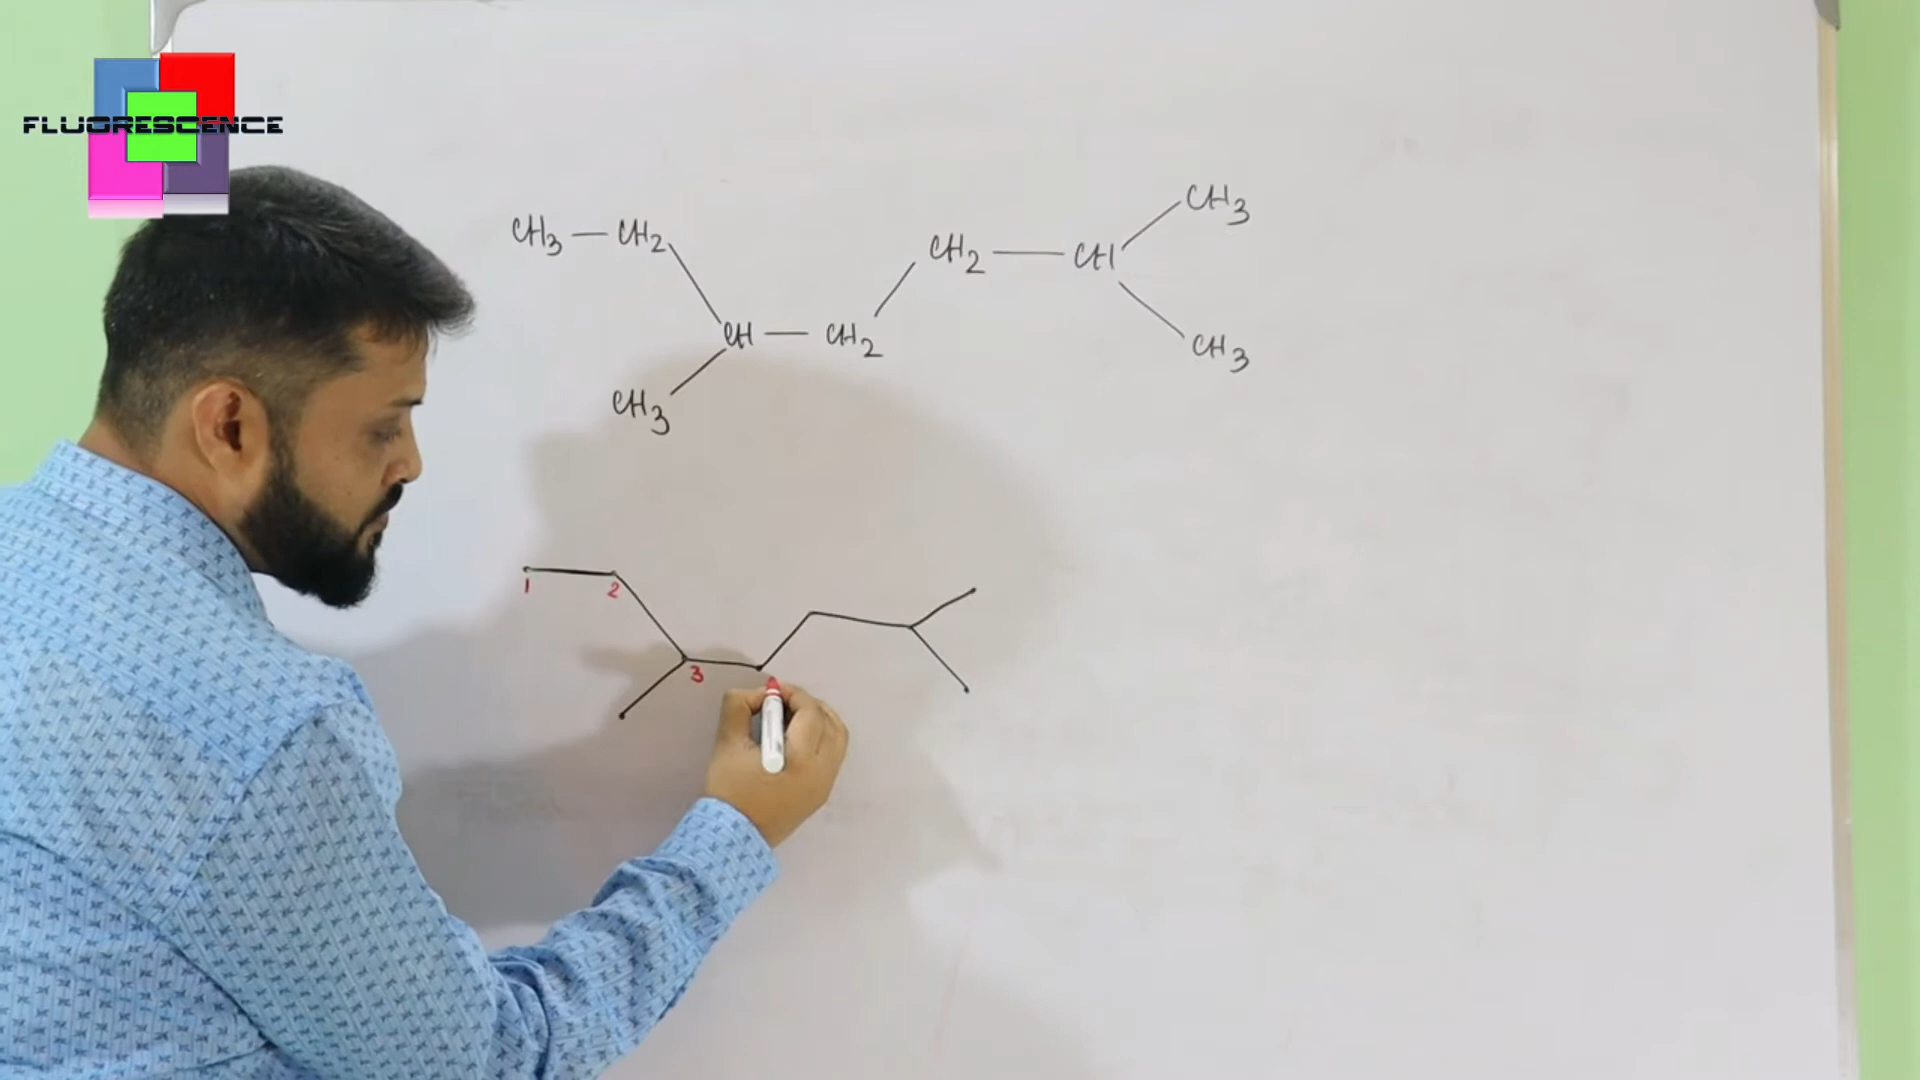 FLUORESCENCE
CH3
CH3 — CH2
CH2 — CH
CH — CH2
CH3
CH3
1 2
3